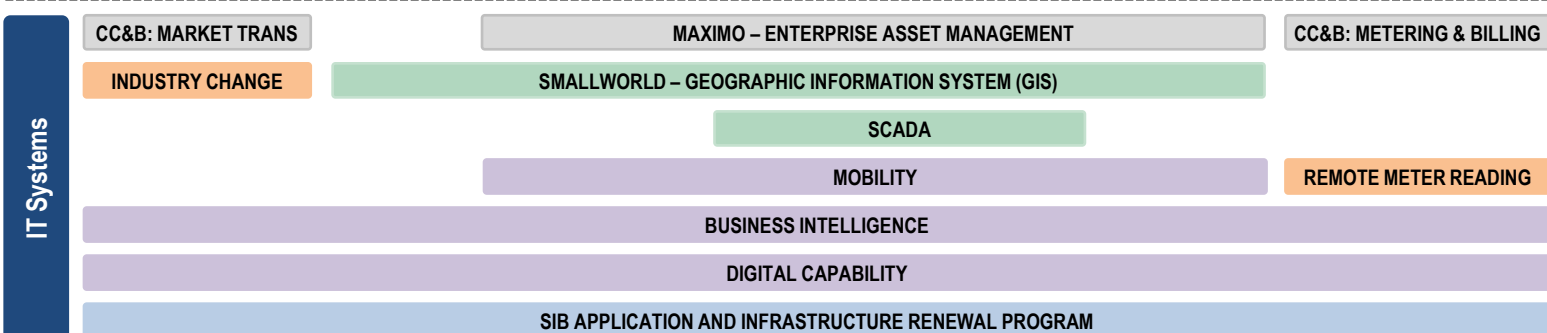 IT Systems
CC&B: MARKET TRANS
MAXIMO – ENTERPRISE ASSET MANAGEMENT
CC&B: METERING & BILLING
INDUSTRY CHANGE
SMALLWORLD – GEOGRAPHIC INFORMATION SYSTEM (GIS)
SCADA
MOBILITY
REMOTE METER READING
BUSINESS INTELLIGENCE
DIGITAL CAPABILITY
SIB APPLICATION AND INFRASTRUCTURE RENEWAL PROGRAM